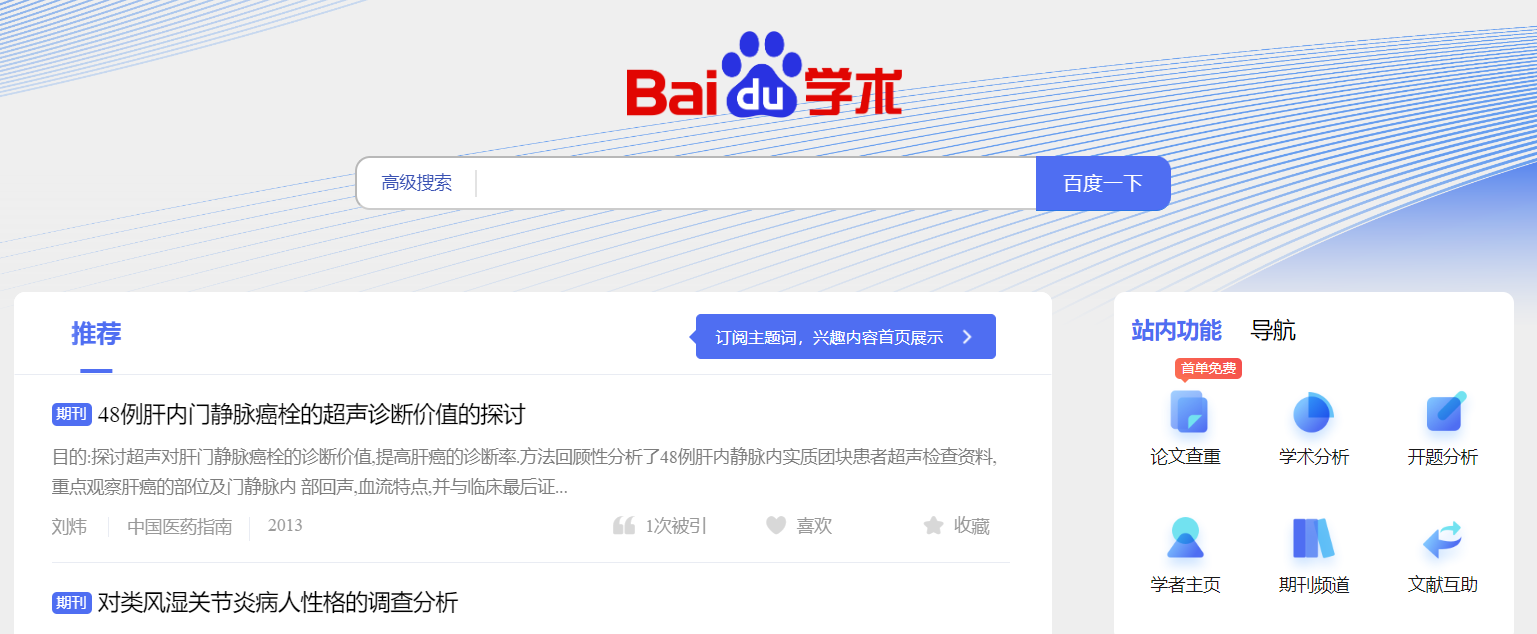 Baidu学术
高级搜索
百度一下
推荐
订阅主题词，兴趣内容首页展示
期刊 48例肝内门静脉癌栓的超声诊断价值的探讨
目的:探讨超声对肝门静脉癌栓的诊断价值,提高肝癌的诊断率.方法回顾性分析了48例肝内静脉内实质团块患者超声检查资料,
重点观察肝癌的部位及门静脉内 部回声,血流特点,并与临床最后证...
刘炜 中国医药指南 2013 1次被引 喜欢 收藏
期刊 对类风湿关节炎病人性格的调查分析
站内功能 导航
首单免费
论文查重 学术分析 开题分析
学者主页 期刊频道 文献互助